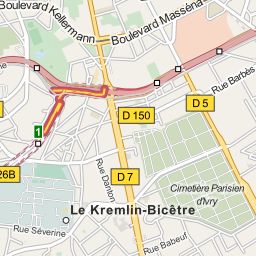 Boulevard Kellermann
Boulevard Masséna
Rue Barbès
D 150
D 5
1
26B
Rue Danton
D 7
Cimetière Parisien
d'Ivry
Le Kremlin-Bicêtre
Rue Séverine
Rue Babeuf